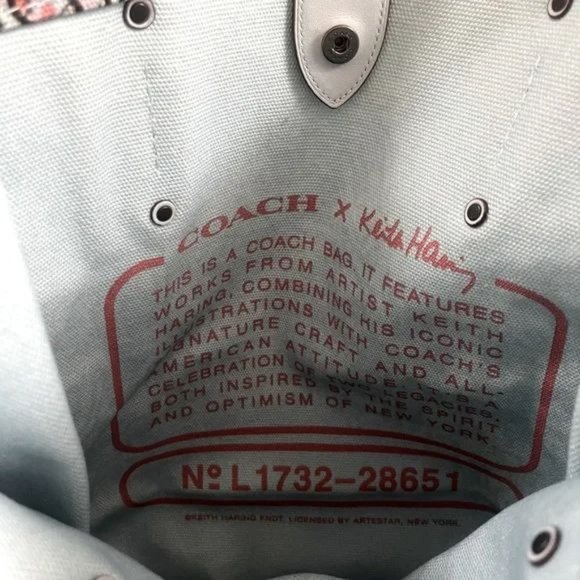 COACH x Keith Haring
THIS IS A COACH BAG. IT FEATURES
WORKS FROM ARTIST KEITH
HARING, COMBINING HIS ICONIC
ILLUSTRATIONS WITH COACH'S
SIGNATURE CRAFT AND ALL-
AMERICAN ATTITUDE. IT'S A
CELEBRATION OF TWO LEGACIES,
BOTH INSPIRED BY THE SPIRIT
AND OPTIMISM OF NEW YORK.
Nº L1732-28651
©KEITH HARING FNDT. LICENSED BY ARTESTAR, NEW YORK.